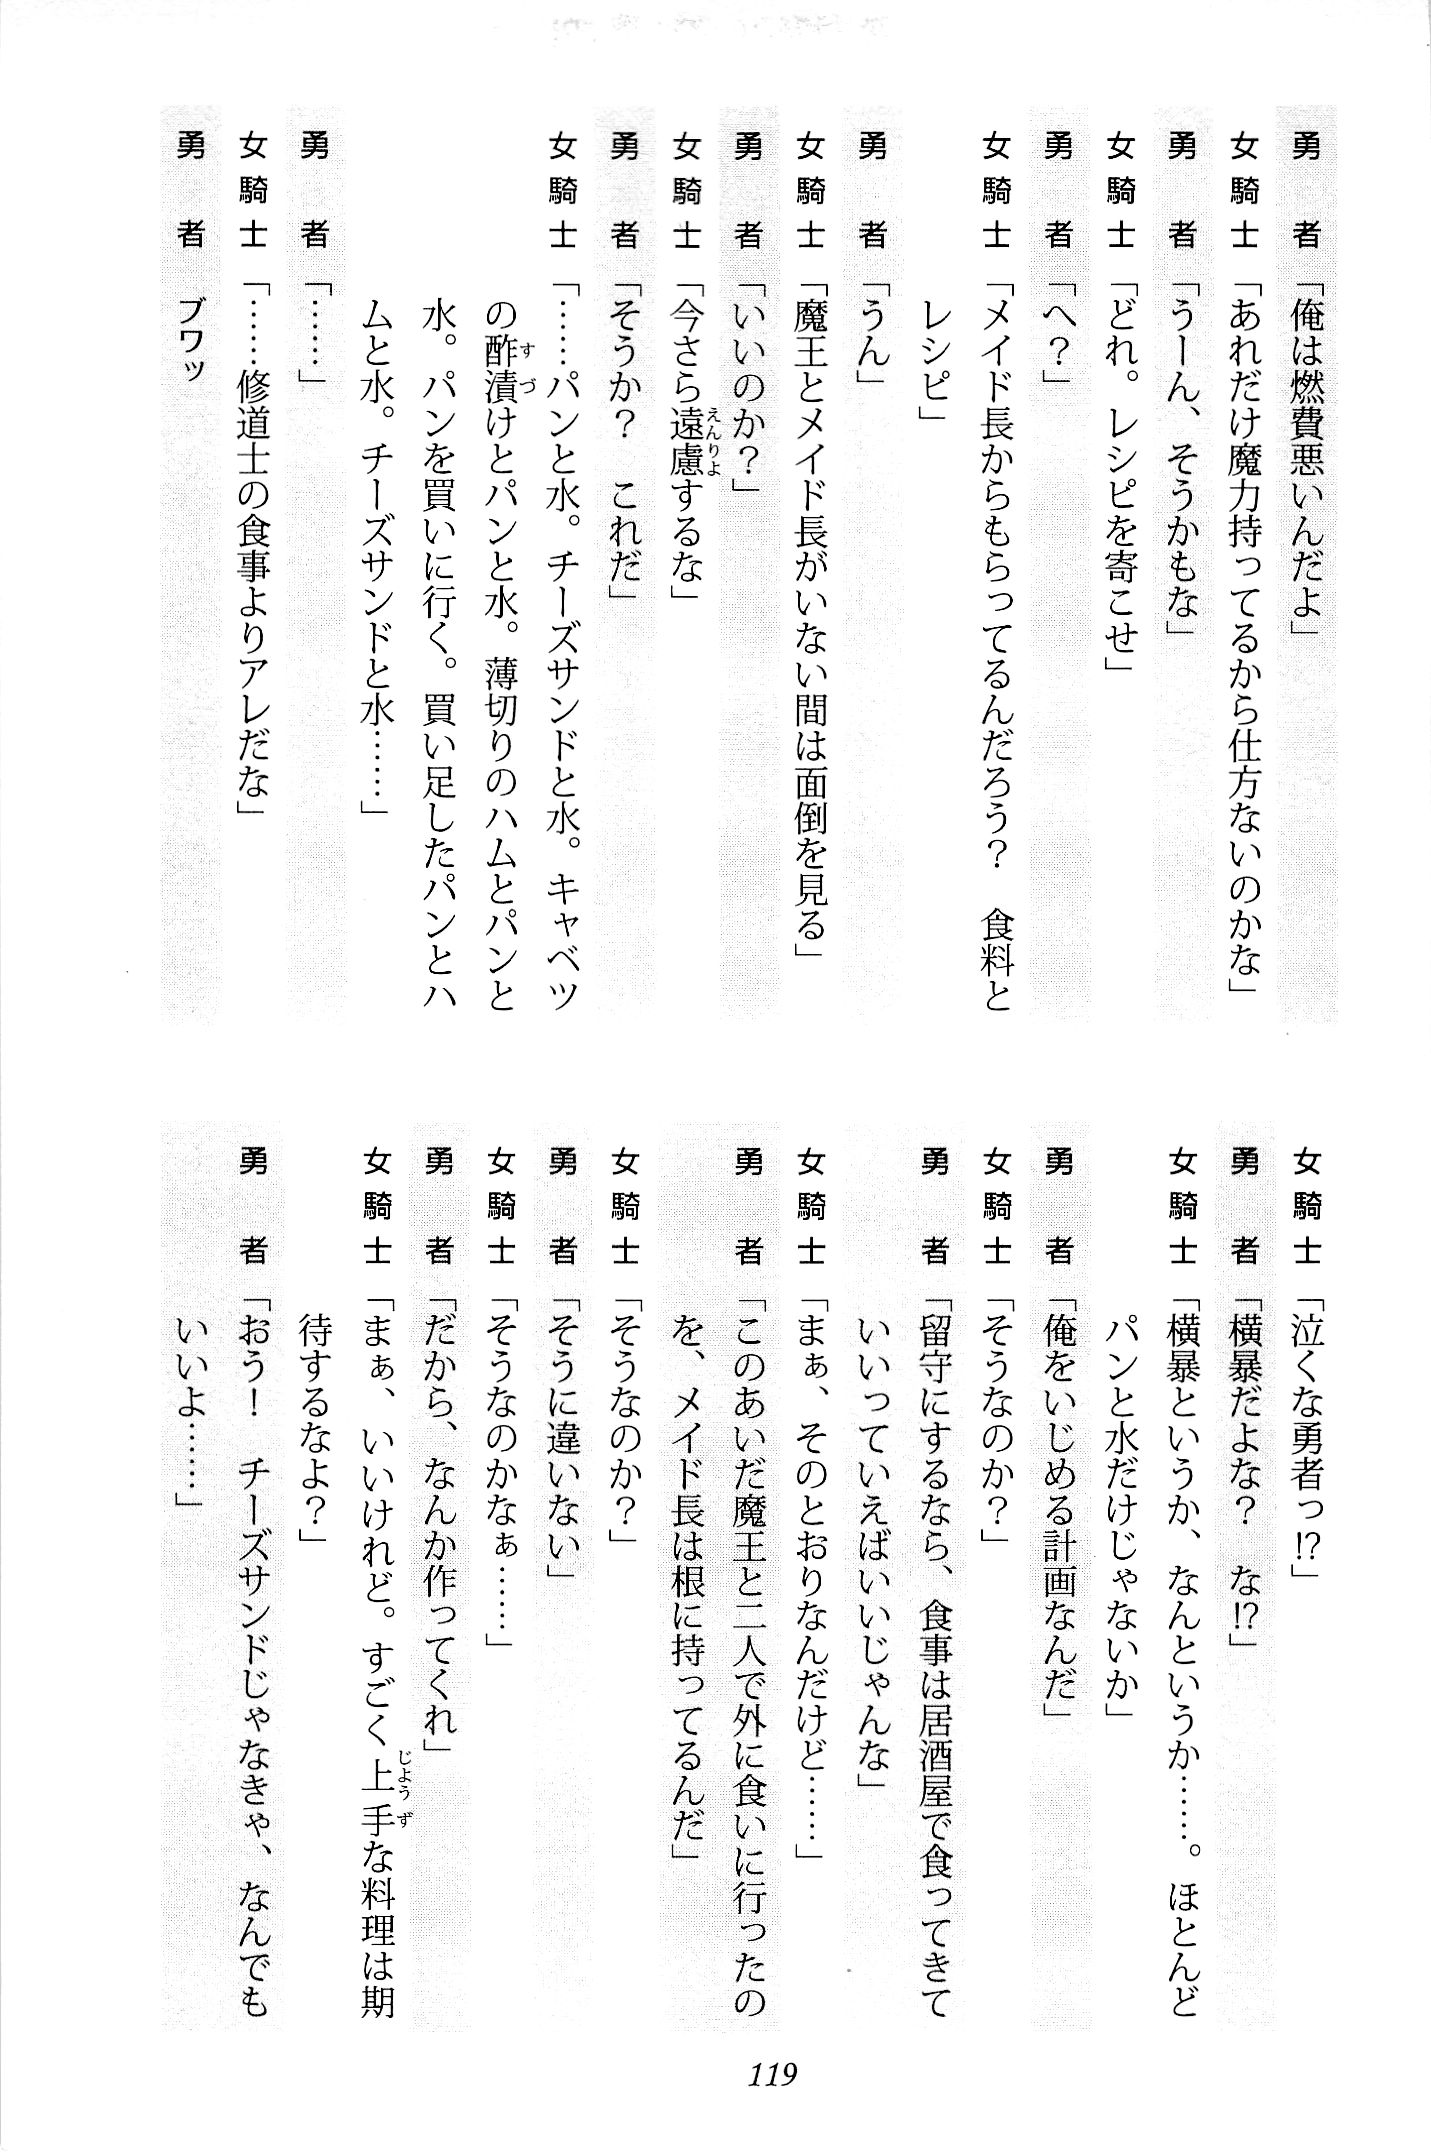 勇者「俺は燃費悪いんだよ」
女騎士「あれだけ魔力持ってるから仕方ないのかな」
勇者「うーん、そうかもな」
女騎士「どれ。レシピを寄こせ」
勇者「へ？」
女騎士「メイド長からもらってるんだろう？　食料と
レシピ」
勇者「うん」
女騎士「魔王とメイド長がいない間は面倒を見る」
勇者「いいのか？」
女騎士「今さら遠慮するな」
勇者「そうか？　これだ」
女騎士「……パンと水。チーズサンドと水。キャベツ
の酢漬けとパンと水。薄切りのハムとパンと
水。パンを買いに行く。買い足したパンとハ
ムと水。チーズサンドと水……」
勇者「……」
女騎士「……修道士の食事よりアレだな」
勇者　ブワッ
女騎士「泣くな勇者っ!?」
勇者「横暴だよな？　な!?」
女騎士「横暴というか、なんというか……。ほとんど
パンと水だけじゃないか」
勇者「俺をいじめる計画なんだ」
女騎士「そうなのか？」
勇者「留守にするなら、食事は居酒屋で食ってきて
いいっていえばいいじゃんな」
女騎士「まぁ、そのとおりなんだけど……」
勇者「このあいだ魔王と二人で外に食いに行ったの
を、メイド長は根に持ってるんだ」
女騎士「そうなのか？」
勇者「そうに違いない」
女騎士「そうなのかなぁ……」
勇者「だから、なんか作ってくれ」
女騎士「まぁ、いいけれど。すごく上手な料理は期
待するなよ？」
勇者「おう！　チーズサンドじゃなきゃ、なんでも
いいよ……」
119